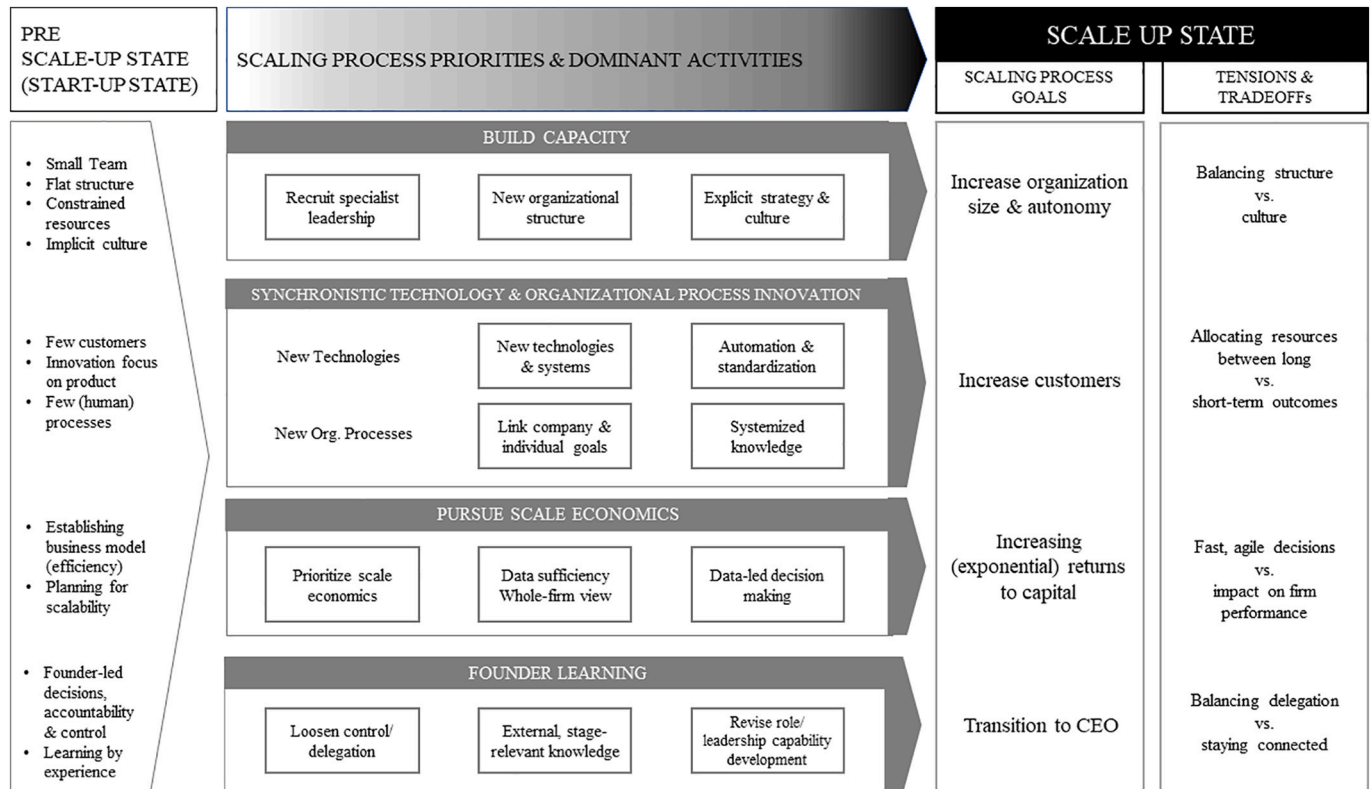 PRE
SCALE-UP STATE
(START-UP STATE)
SCALING PROCESS PRIORITIES & DOMINANT ACTIVITIES
SCALE UP STATE
SCALING PROCESS
GOALS
TENSIONS &
TRADEOFFs
• Small Team
• Flat structure
• Constrained
resources
• Implicit culture
BUILD CAPACITY
Recruit specialist
leadership
New organizational
structure
Explicit strategy &
culture
Increase organization
size & autonomy
Balancing structure
vs.
culture
• Few customers
• Innovation focus
on product
• Few (human)
processes
SYNCHRONISTIC TECHNOLOGY & ORGANIZATIONAL PROCESS INNOVATION
New Technologies
New technologies
& systems
Automation &
standardization
New Org. Processes
Link company &
individual goals
Systemized
knowledge
Increase customers
Allocating resources
between long
vs.
short-term outcomes
• Establishing
business model
(efficiency)
• Planning for
scalability
PURSUE SCALE ECONOMICS
Prioritize scale
economics
Data sufficiency
Whole-firm view
Data-led decision
making
Increasing
(exponential) returns
to capital
Fast, agile decisions
vs.
impact on firm
performance
• Founder-led
decisions,
accountability
& control
• Learning by
experience
FOUNDER LEARNING
Loosen control/
delegation
External, stage-
relevant knowledge
Revise role/
leadership capability
development
Transition to CEO
Balancing delegation
vs.
staying connected